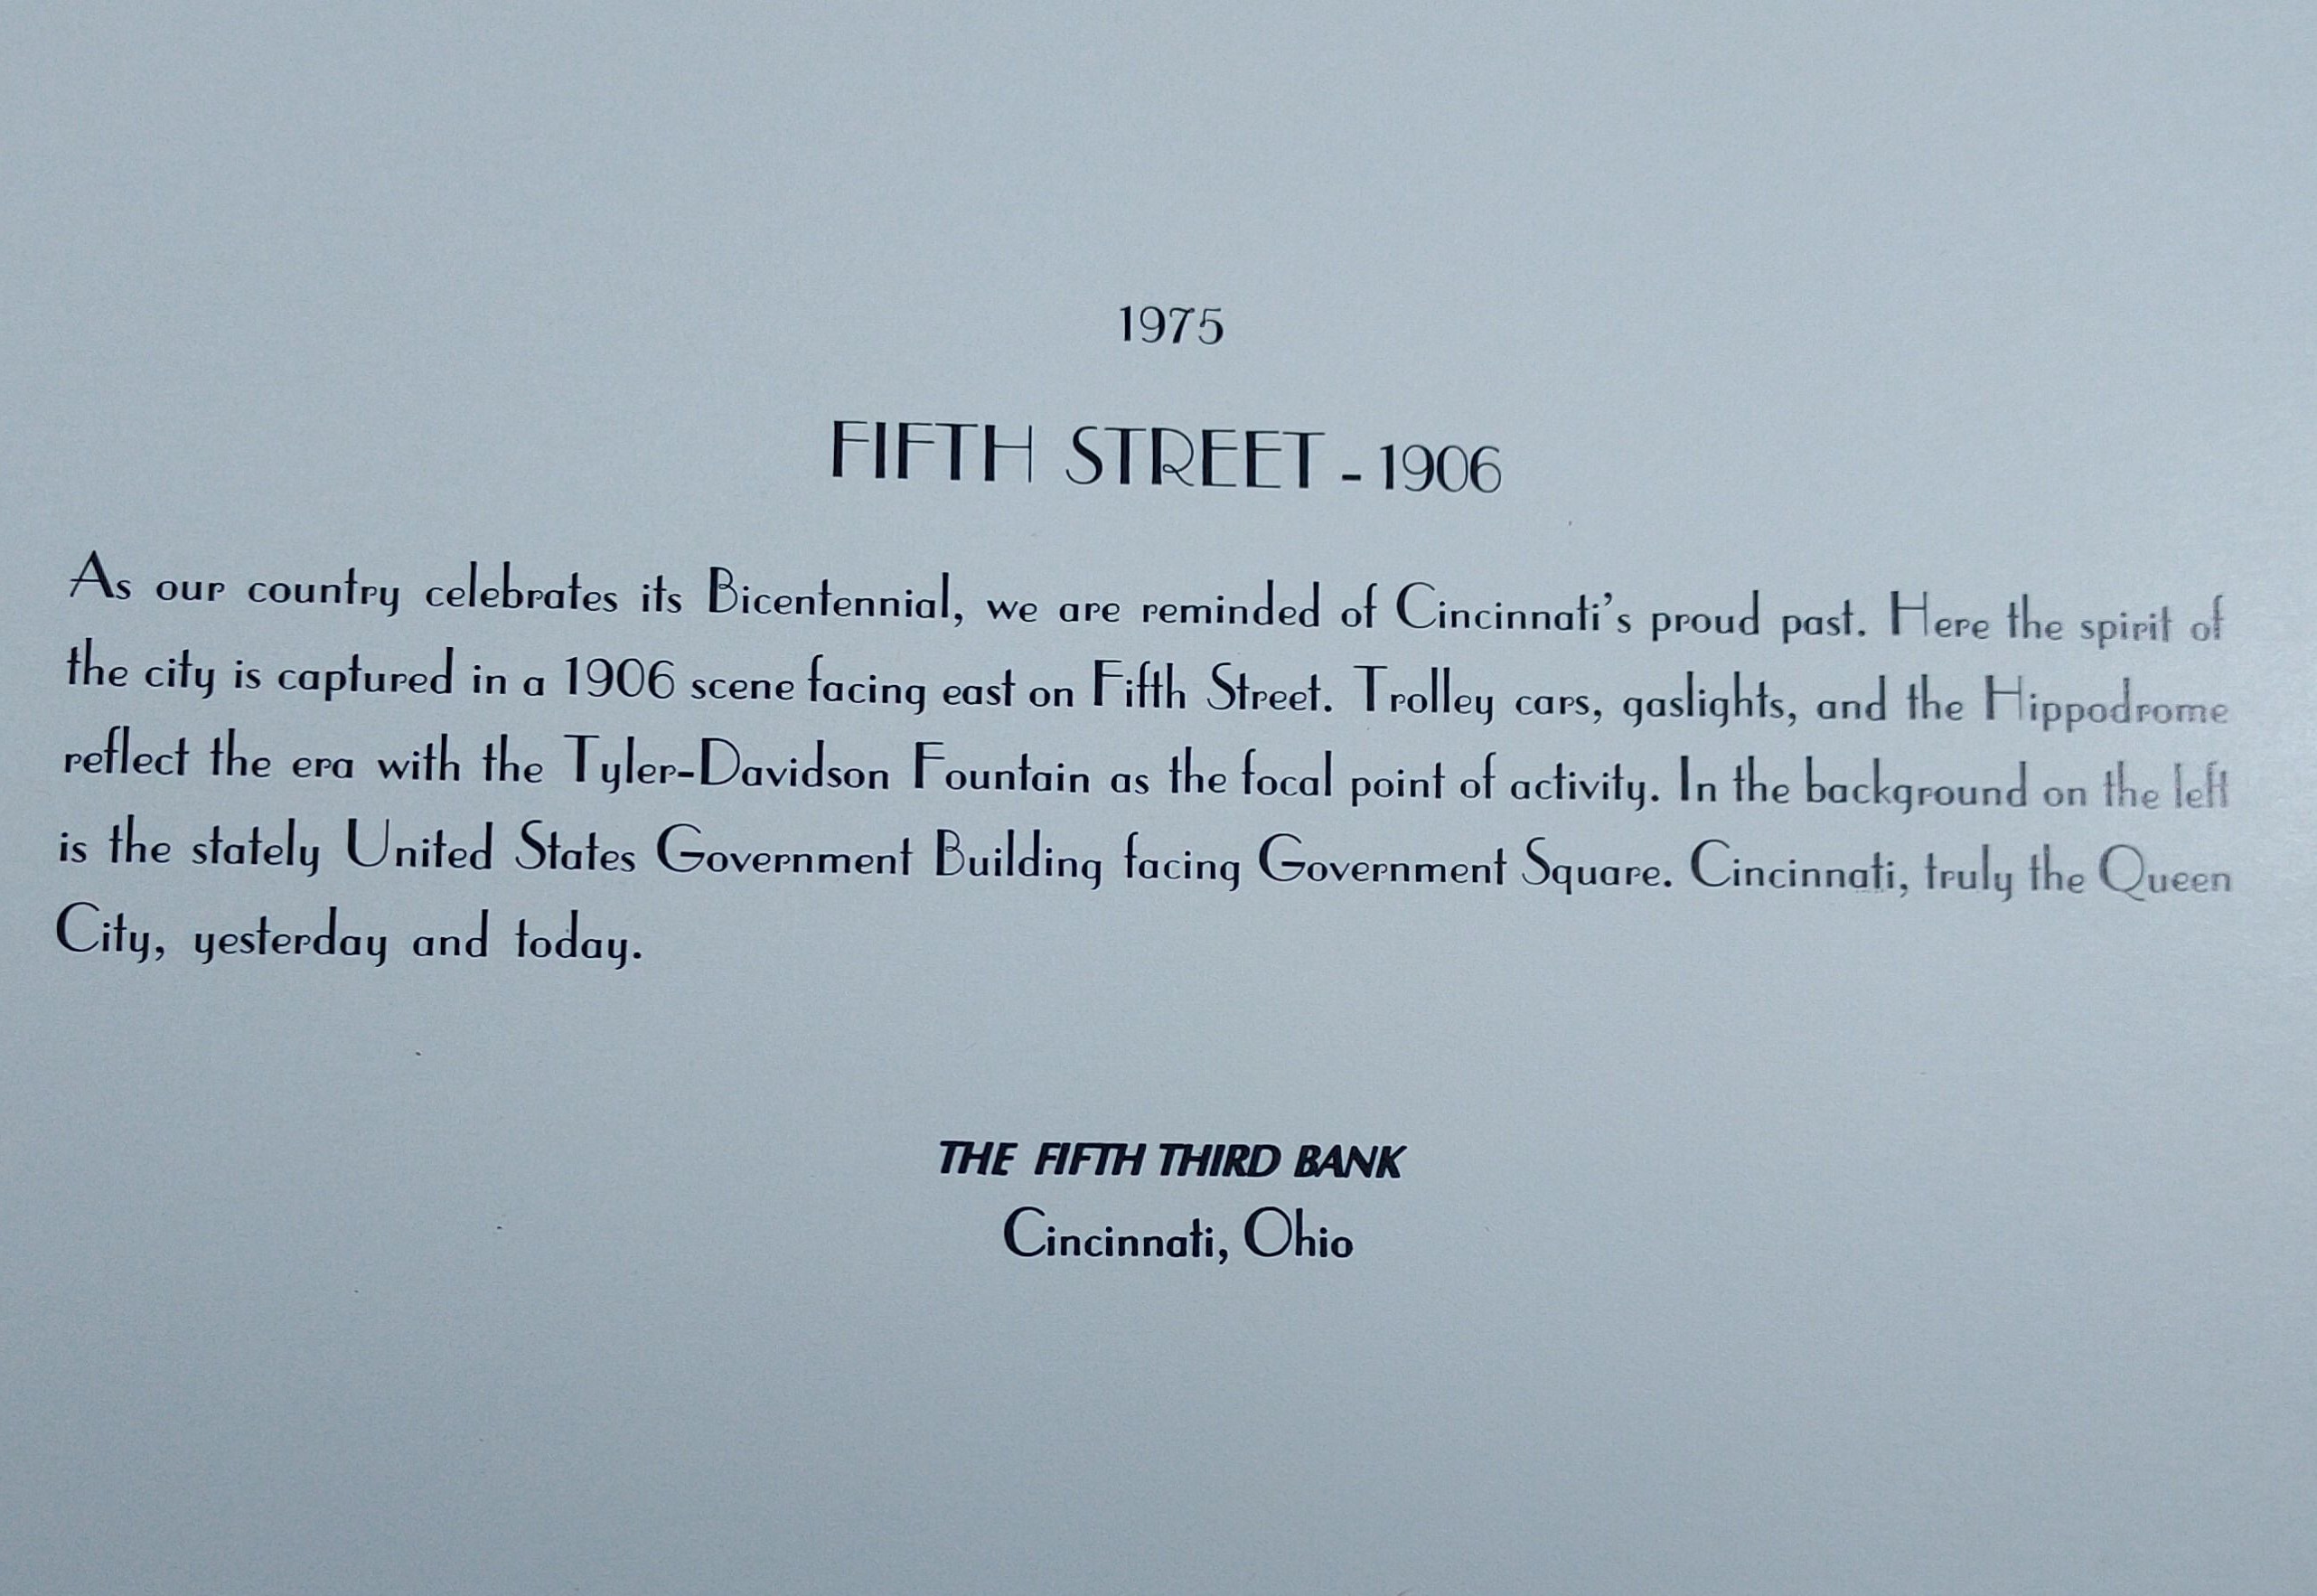 1975
FIFTH STREET - 1906
As our country celebrates its Bicentennial, we are reminded of Cincinnati's proud past. Here the spirit of
the city is captured in a 1906 scene facing east on Fifth Street. Trolley cars, gaslights, and the Hippodrome
reflect the era with the Tyler-Davidson Fountain as the focal point of activity. In the background on the left
is the stately United States Government Building facing Government Square. Cincinnati, truly the Queen
City, yesterday and today.
THE FIFTH THIRD BANK
Cincinnati, Ohio